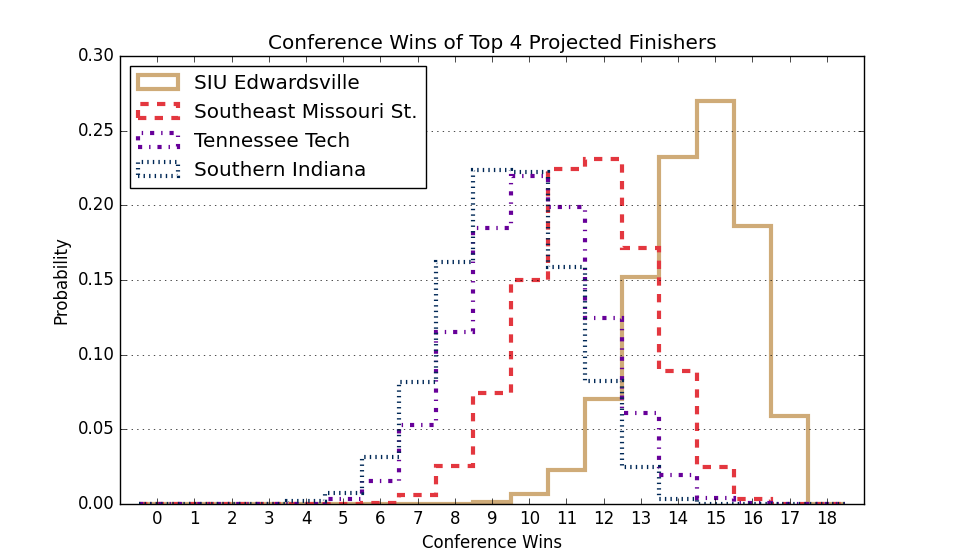 Conference Wins of Top 4 Projected Finishers
0.30
0.25
0.20
0.15
0.10
0.05
0.00
Probability
SIU Edwardsville
Southeast Missouri St.
Tennessee Tech
Southern Indiana
0 1 2 3 4 5 6 7 8 9 10 11 12 13 14 15 16 17 18
Conference Wins